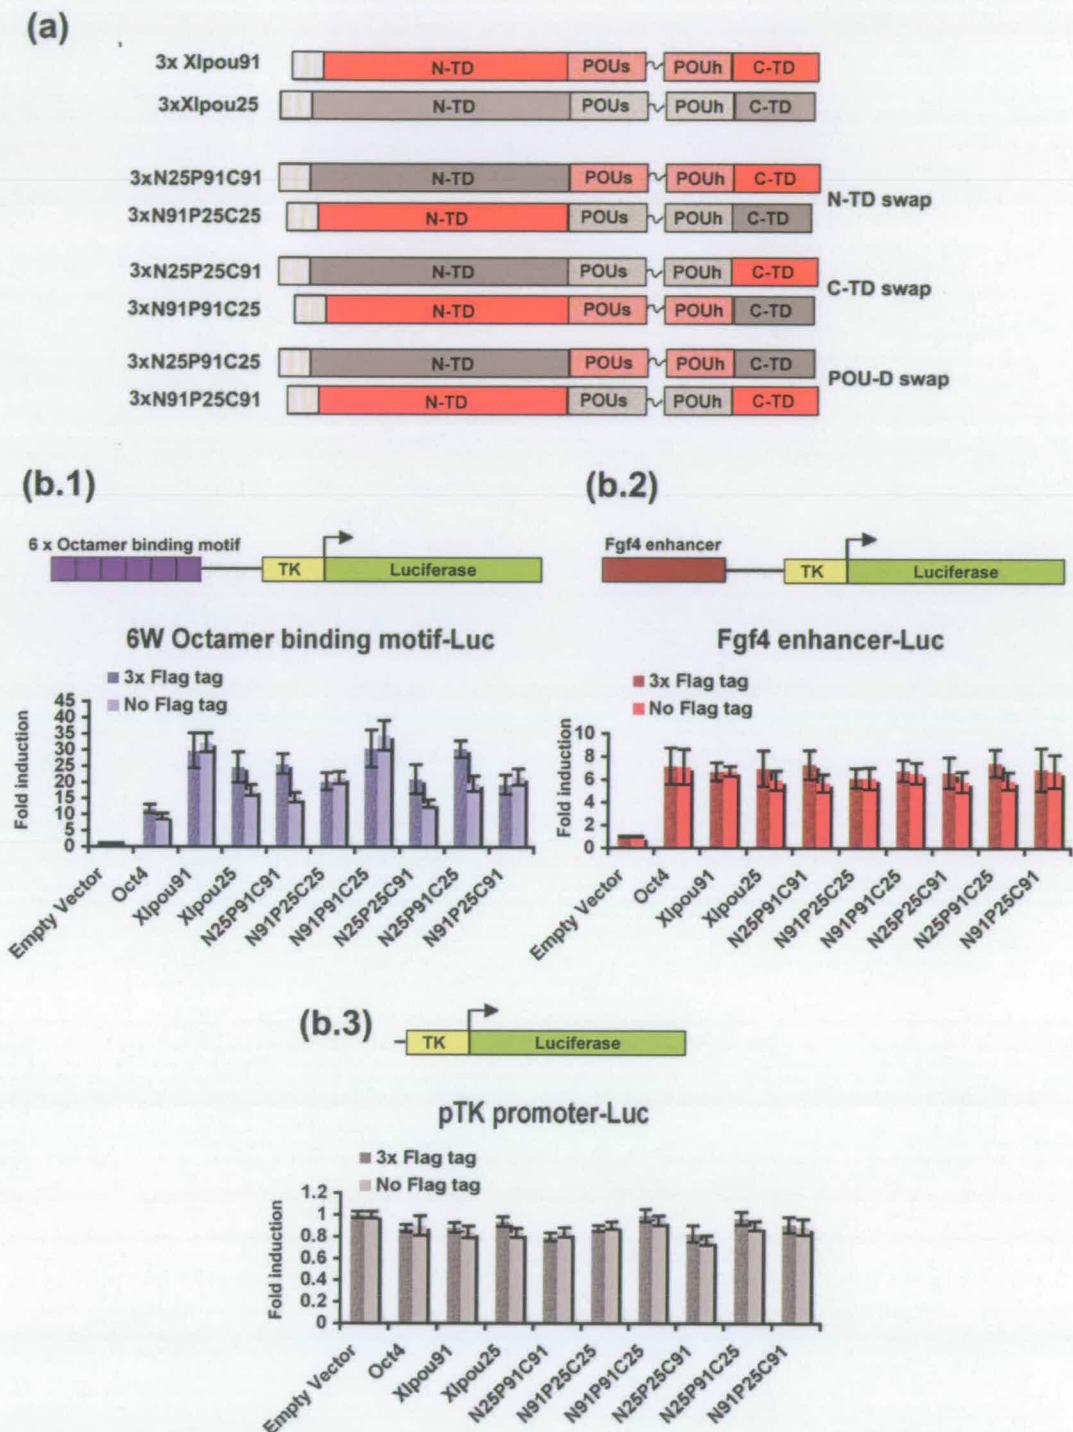 (a)
3x Xlpou91
N-TD
POUs
POUh
C-TD
3xXlpou25
N-TD
POUs
POUh
C-TD
3xN25P91C91
N-TD
POUs
POUh
C-TD
3xN91P25C25
N-TD
POUs
POUh
C-TD
N-TD swap
3xN25P25C91
N-TD
POUs
POUh
C-TD
3xN91P91C25
N-TD
POUs
POUh
C-TD
C-TD swap
3xN25P91C25
N-TD
POUs
POUh
C-TD
3xN91P25C91
N-TD
POUs
POUh
C-TD
POU-D swap
(b.1)
6 x Octamer binding motif
TK
Luciferase
6W Octamer binding motif-Luc
3x Flag tag
No Flag tag
Fold induction
45
40
35
30
25
20
15
10
5
0
Empty Vector
Oct4
Xlpou91
Xlpou25
N25P91C91
N91P25C25
N91P91C25
N25P25C91
N25P91C25
N91P25C91
(b.2)
Fgf4 enhancer
TK
Luciferase
Fgf4 enhancer-Luc
3x Flag tag
No Flag tag
Fold induction
10
8
6
4
2
0
Empty Vector
Oct4
Xlpou91
Xlpou25
N25P91C91
N91P25C25
N91P91C25
N25P25C91
N25P91C25
N91P25C91
(b.3)
TK
Luciferase
pTK promoter-Luc
3x Flag tag
No Flag tag
Fold induction
1.2
1
0.8
0.6
0.4
0.2
0
Empty Vector
Oct4
Xlpou91
Xlpou25
N25P91C91
N91P25C25
N91P91C25
N25P25C91
N25P91C25
N91P25C91